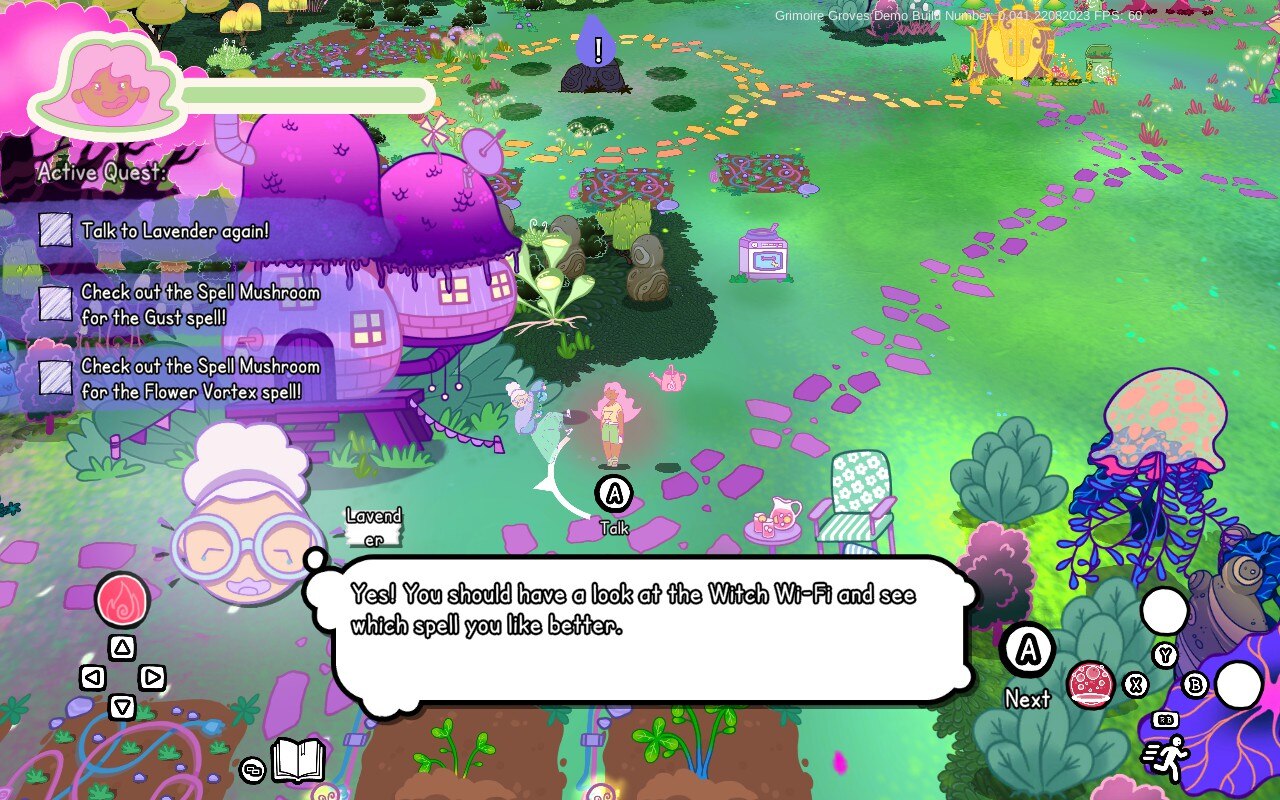 Grimoire Groves Demo Build Number: 0.041.22082023 FPS: 60
Active Quest:
Talk to Lavender again!
Check out the Spell Mushroom
for the Gust spell!
Check out the Spell Mushroom
for the Flower Vortex spell!
A
Talk
Lavend
er
Yes! You should have a look at the Witch Wi-Fi and see
which spell you like better.
A
Next
Y
X
B
RB